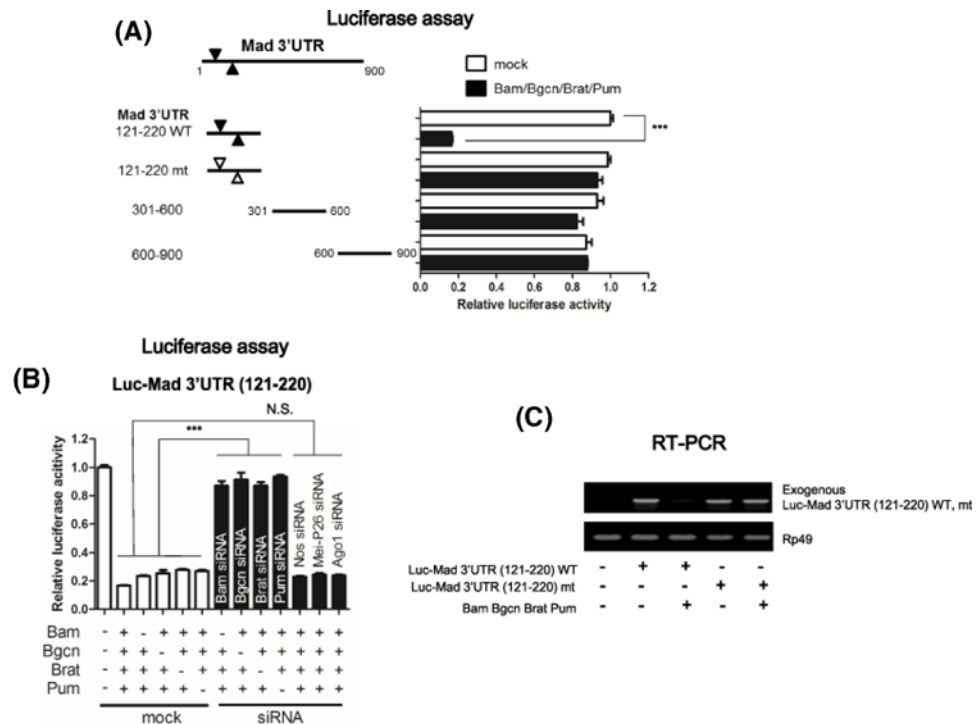 Luciferase assay
(A)
Mad 3'UTR
1
900
mock
Bam/Bgcn/Brat/Pum
Mad 3'UTR
121-220 WT
***
121-220 mt
301-600
301
600
600-900
600
900
0.0 0.2 0.4 0.6 0.8 1.0 1.2
Relative luciferase activity
Luciferase assay
(B)
Luc-Mad 3'UTR (121-220)
N.S.
***
Relative luciferase acitivity
1.2
1.0
0.8
0.6
0.4
0.2
0.0
Bam siRNA
Bgcn siRNA
Brat siRNA
Pum siRNA
Nos siRNA
Mei-P26 siRNA
Ago1 siRNA
Bam - + - + + + - + + + + + +
Bgcn - + + - + + + - + + + + +
Brat - + + + - + + + - + + + +
Pum - + + + + - + + + - + + +
mock
siRNA
(C)
RT-PCR
Exogenous
Luc-Mad 3'UTR (121-220) WT, mt
Rp49
Luc-Mad 3'UTR (121-220) WT - + + - -
Luc-Mad 3'UTR (121-220) mt - - - + +
Bam Bgcn Brat Pum - - + - +